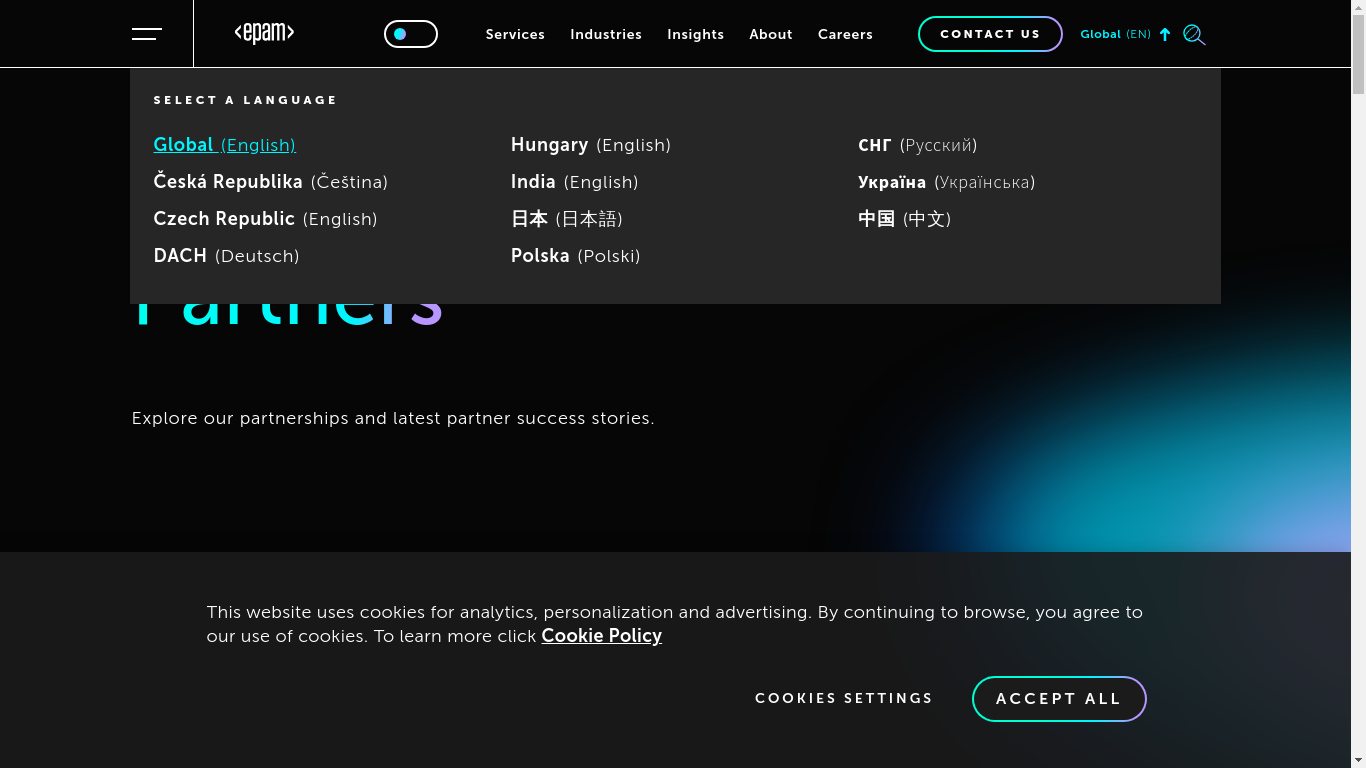 <epam>
Services Industries Insights About Careers CONTACT US Global (EN)
SELECT A LANGUAGE
Global (English)
Česká Republika (Čeština)
Czech Republic (English)
DACH (Deutsch)
Hungary (English)
India (English)
日本 (日本語)
Polska (Polski)
СНГ (Русский)
Україна (Українська)
中国 (中文)
Partners
Explore our partnerships and latest partner success stories.
This website uses cookies for analytics, personalization and advertising. By continuing to browse, you agree to
our use of cookies. To learn more click Cookie Policy
COOKIES SETTINGS ACCEPT ALL